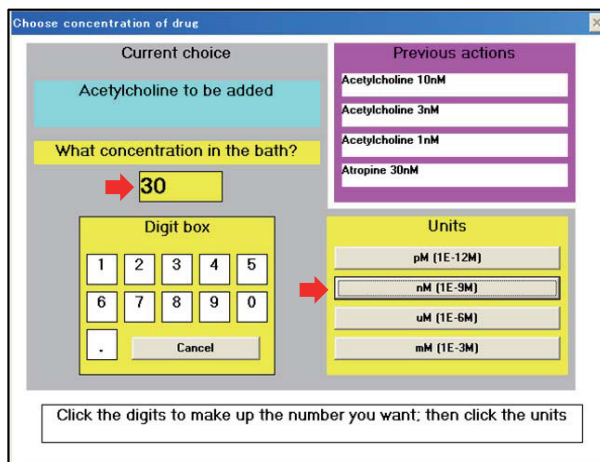 Choose concentration of drug
Current choice
Acetylcholine to be added
What concentration in the bath?
30
Digit box
1 2 3 4 5
6 7 8 9 0
. Cancel
Previous actions
Acetylcholine 10nM
Acetylcholine 3nM
Acetylcholine 1nM
Atropine 30nM
Units
pM (1E-12M)
nM (1E-9M)
uM (1E-6M)
mM (1E-3M)
Click the digits to make up the number you want; then click the units